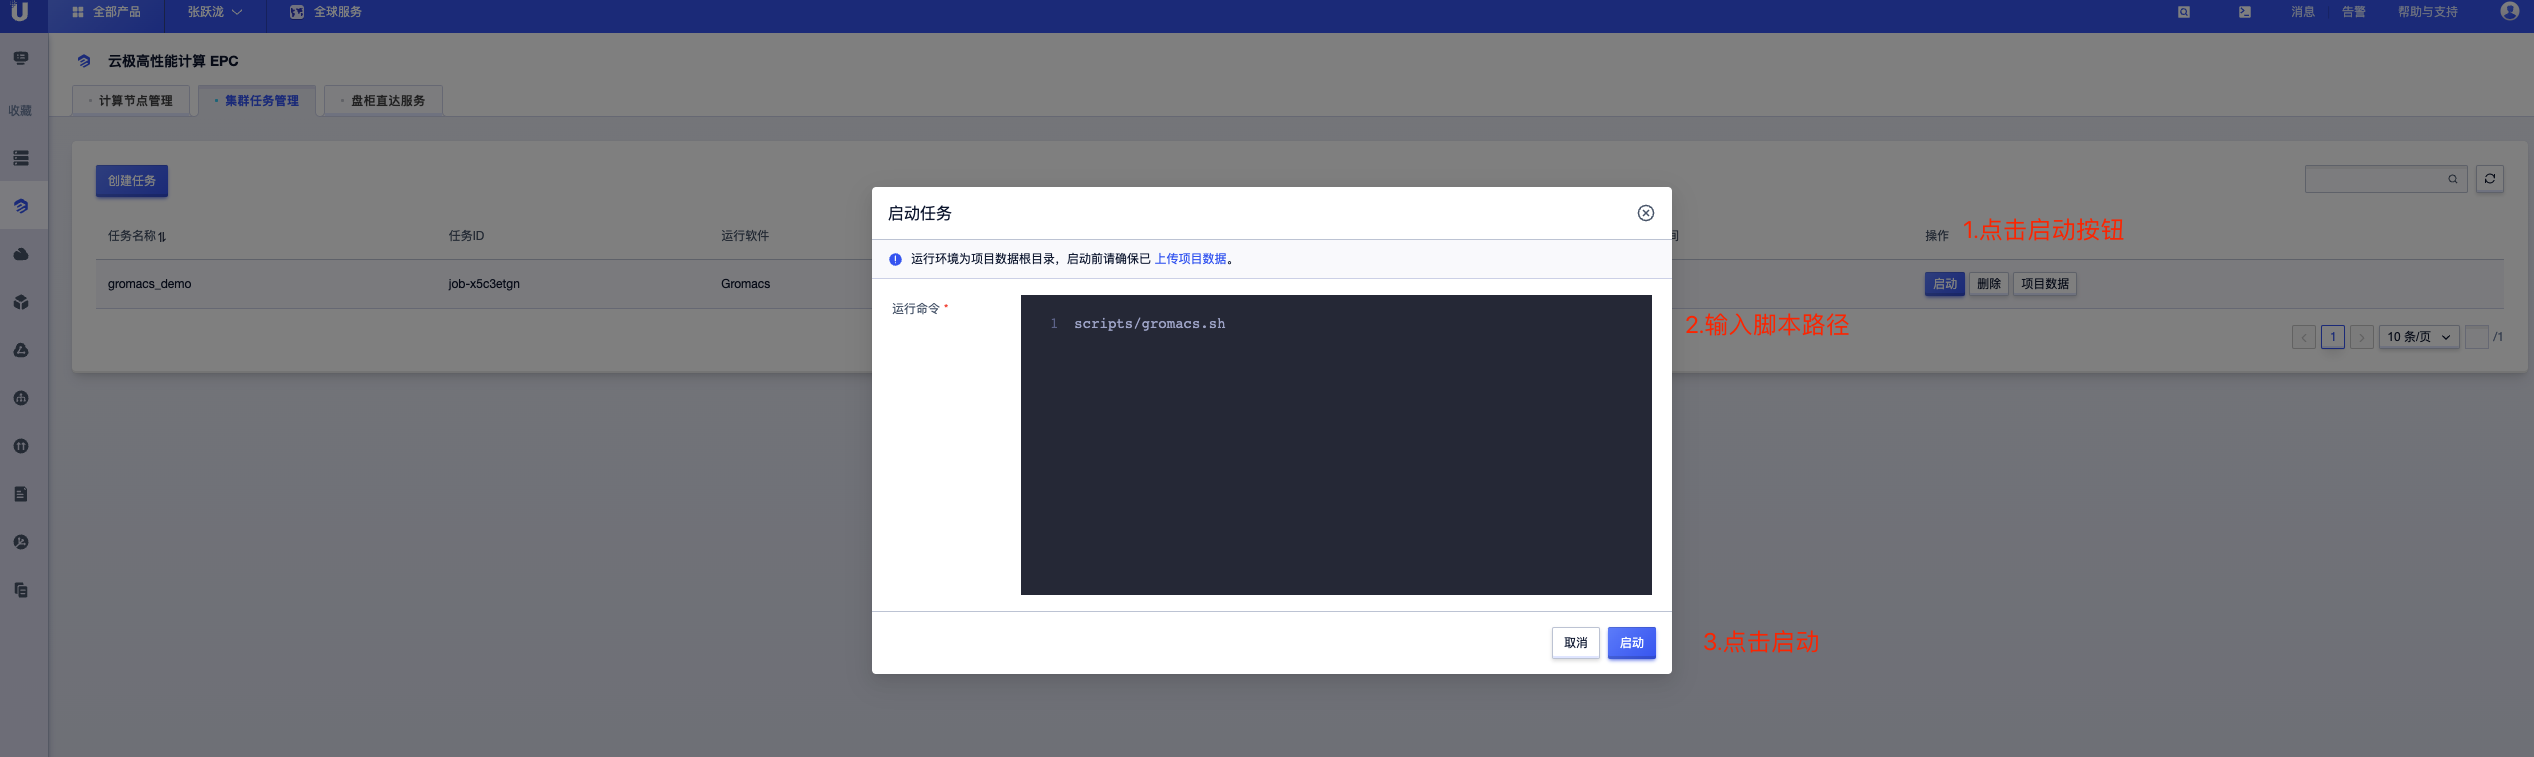 全部产品 张跃泷 全球服务 消息 告警 帮助与支持
收藏
云极高性能计算 EPC
计算节点管理 集群任务管理 盘柜直达服务
创建任务
任务名称 任务ID 运行软件 间 操作 1.点击启动按钮
gromacs_demo job-x5c3etgn Gromacs 启动 删除 项目数据
1 10 条/页 /1
启动任务
运行环境为项目数据根目录，启动前请确保已 上传项目数据。
运行命令 *
1 scripts/gromacs.sh
2.输入脚本路径
取消 启动
3.点击启动